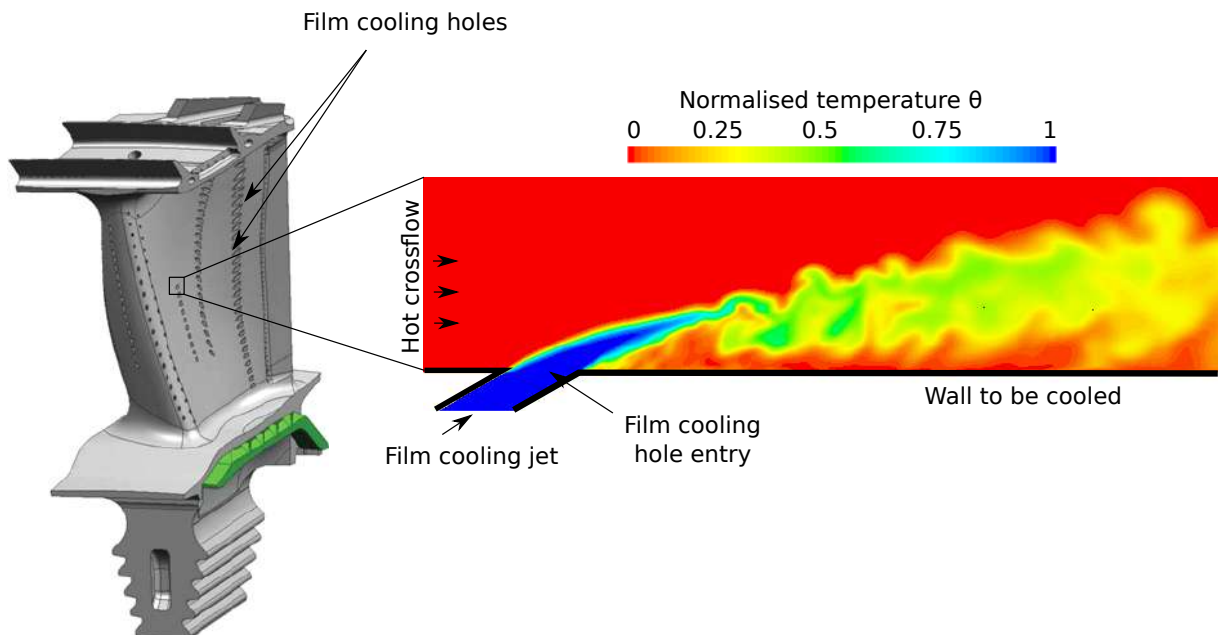 Film cooling holes
Normalised temperature θ
0 0.25 0.5 0.75 1
Hot crossflow
Wall to be cooled
Film cooling jet
Film cooling
hole entry